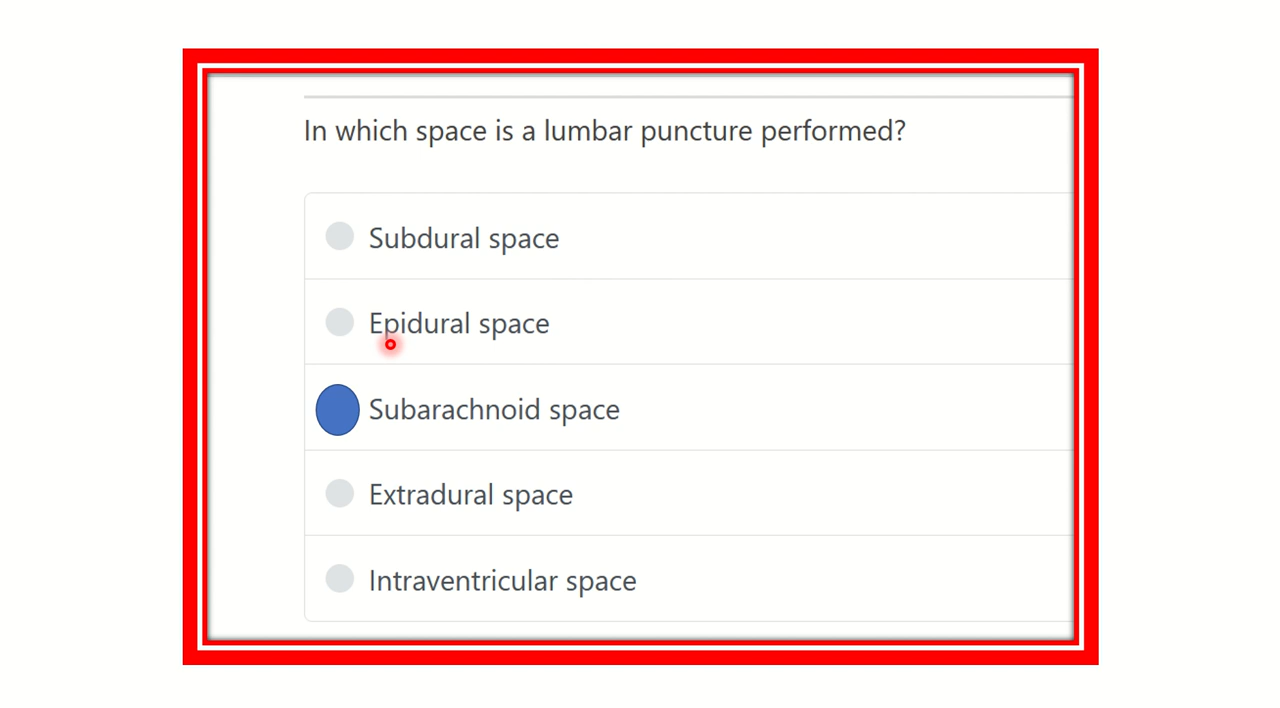 In which space is a lumbar puncture performed?
Subdural space
Epidural space
Subarachnoid space
Extradural space
Intraventricular space